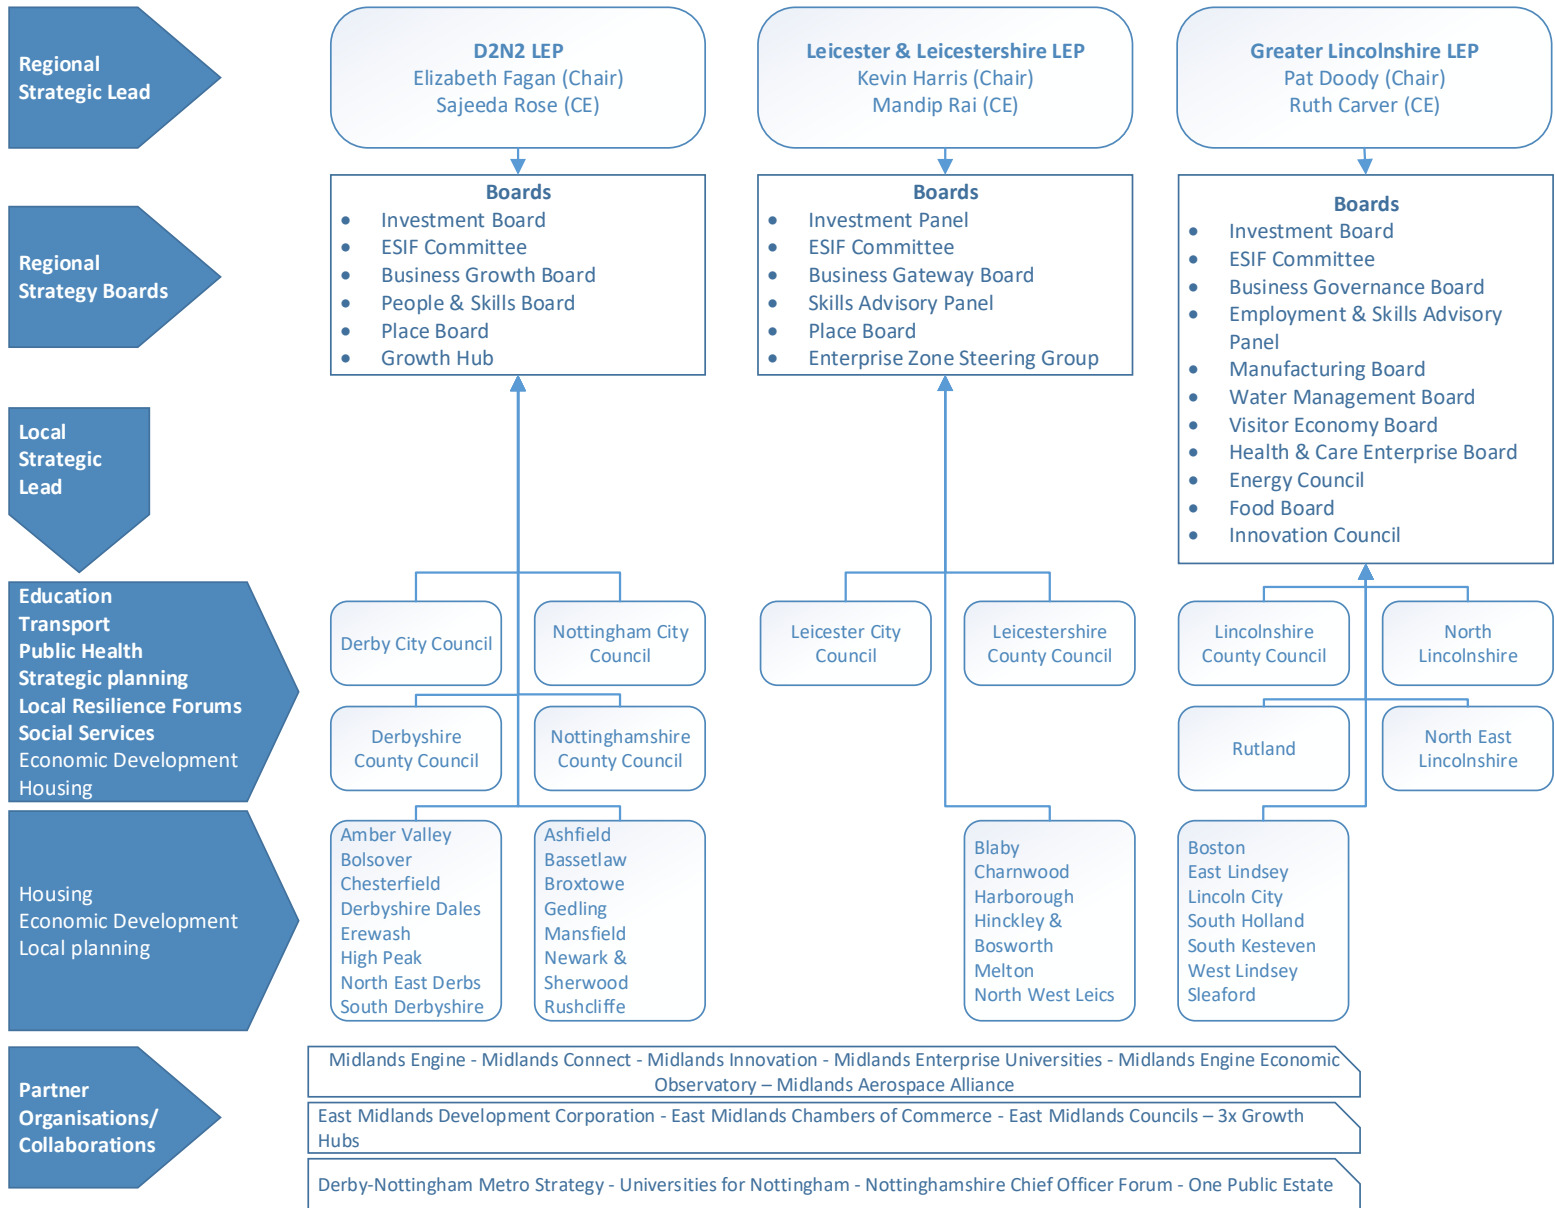 Regional
Strategic Lead
D2N2 LEP
Elizabeth Fagan (Chair)
Sajeeda Rose (CE)
Leicester & Leicestershire LEP
Kevin Harris (Chair)
Mandip Rai (CE)
Greater Lincolnshire LEP
Pat Doody (Chair)
Ruth Carver (CE)
Regional
Strategy Boards
Boards
• Investment Board
• ESIF Committee
• Business Growth Board
• People & Skills Board
• Place Board
• Growth Hub
Boards
• Investment Panel
• ESIF Committee
• Business Gateway Board
• Skills Advisory Panel
• Place Board
• Enterprise Zone Steering Group
Boards
• Investment Board
• ESIF Committee
• Business Governance Board
• Employment & Skills Advisory
Panel
• Manufacturing Board
• Water Management Board
• Visitor Economy Board
• Health & Care Enterprise Board
• Energy Council
• Food Board
• Innovation Council
Local
Strategic
Lead
Education
Transport
Public Health
Strategic planning
Local Resilience Forums
Social Services
Economic Development
Housing
Derby City Council
Nottingham City
Council
Leicester City
Council
Leicestershire
County Council
Lincolnshire
County Council
North
Lincolnshire
Derbyshire
County Council
Nottinghamshire
County Council
Rutland
North East
Lincolnshire
Housing
Economic Development
Local planning
Amber Valley
Bolsover
Chesterfield
Derbyshire Dales
Erewash
High Peak
North East Derbs
South Derbyshire
Ashfield
Bassetlaw
Broxtowe
Gedling
Mansfield
Newark &
Sherwood
Rushcliffe
Blaby
Charnwood
Harborough
Hinckley &
Bosworth
Melton
North West Leics
Boston
East Lindsey
Lincoln City
South Holland
South Kesteven
West Lindsey
Sleaford
Partner
Organisations/
Collaborations
Midlands Engine - Midlands Connect - Midlands Innovation - Midlands Enterprise Universities - Midlands Engine Economic
Observatory – Midlands Aerospace Alliance
East Midlands Development Corporation - East Midlands Chambers of Commerce - East Midlands Councils – 3x Growth
Hubs
Derby-Nottingham Metro Strategy - Universities for Nottingham - Nottinghamshire Chief Officer Forum - One Public Estate